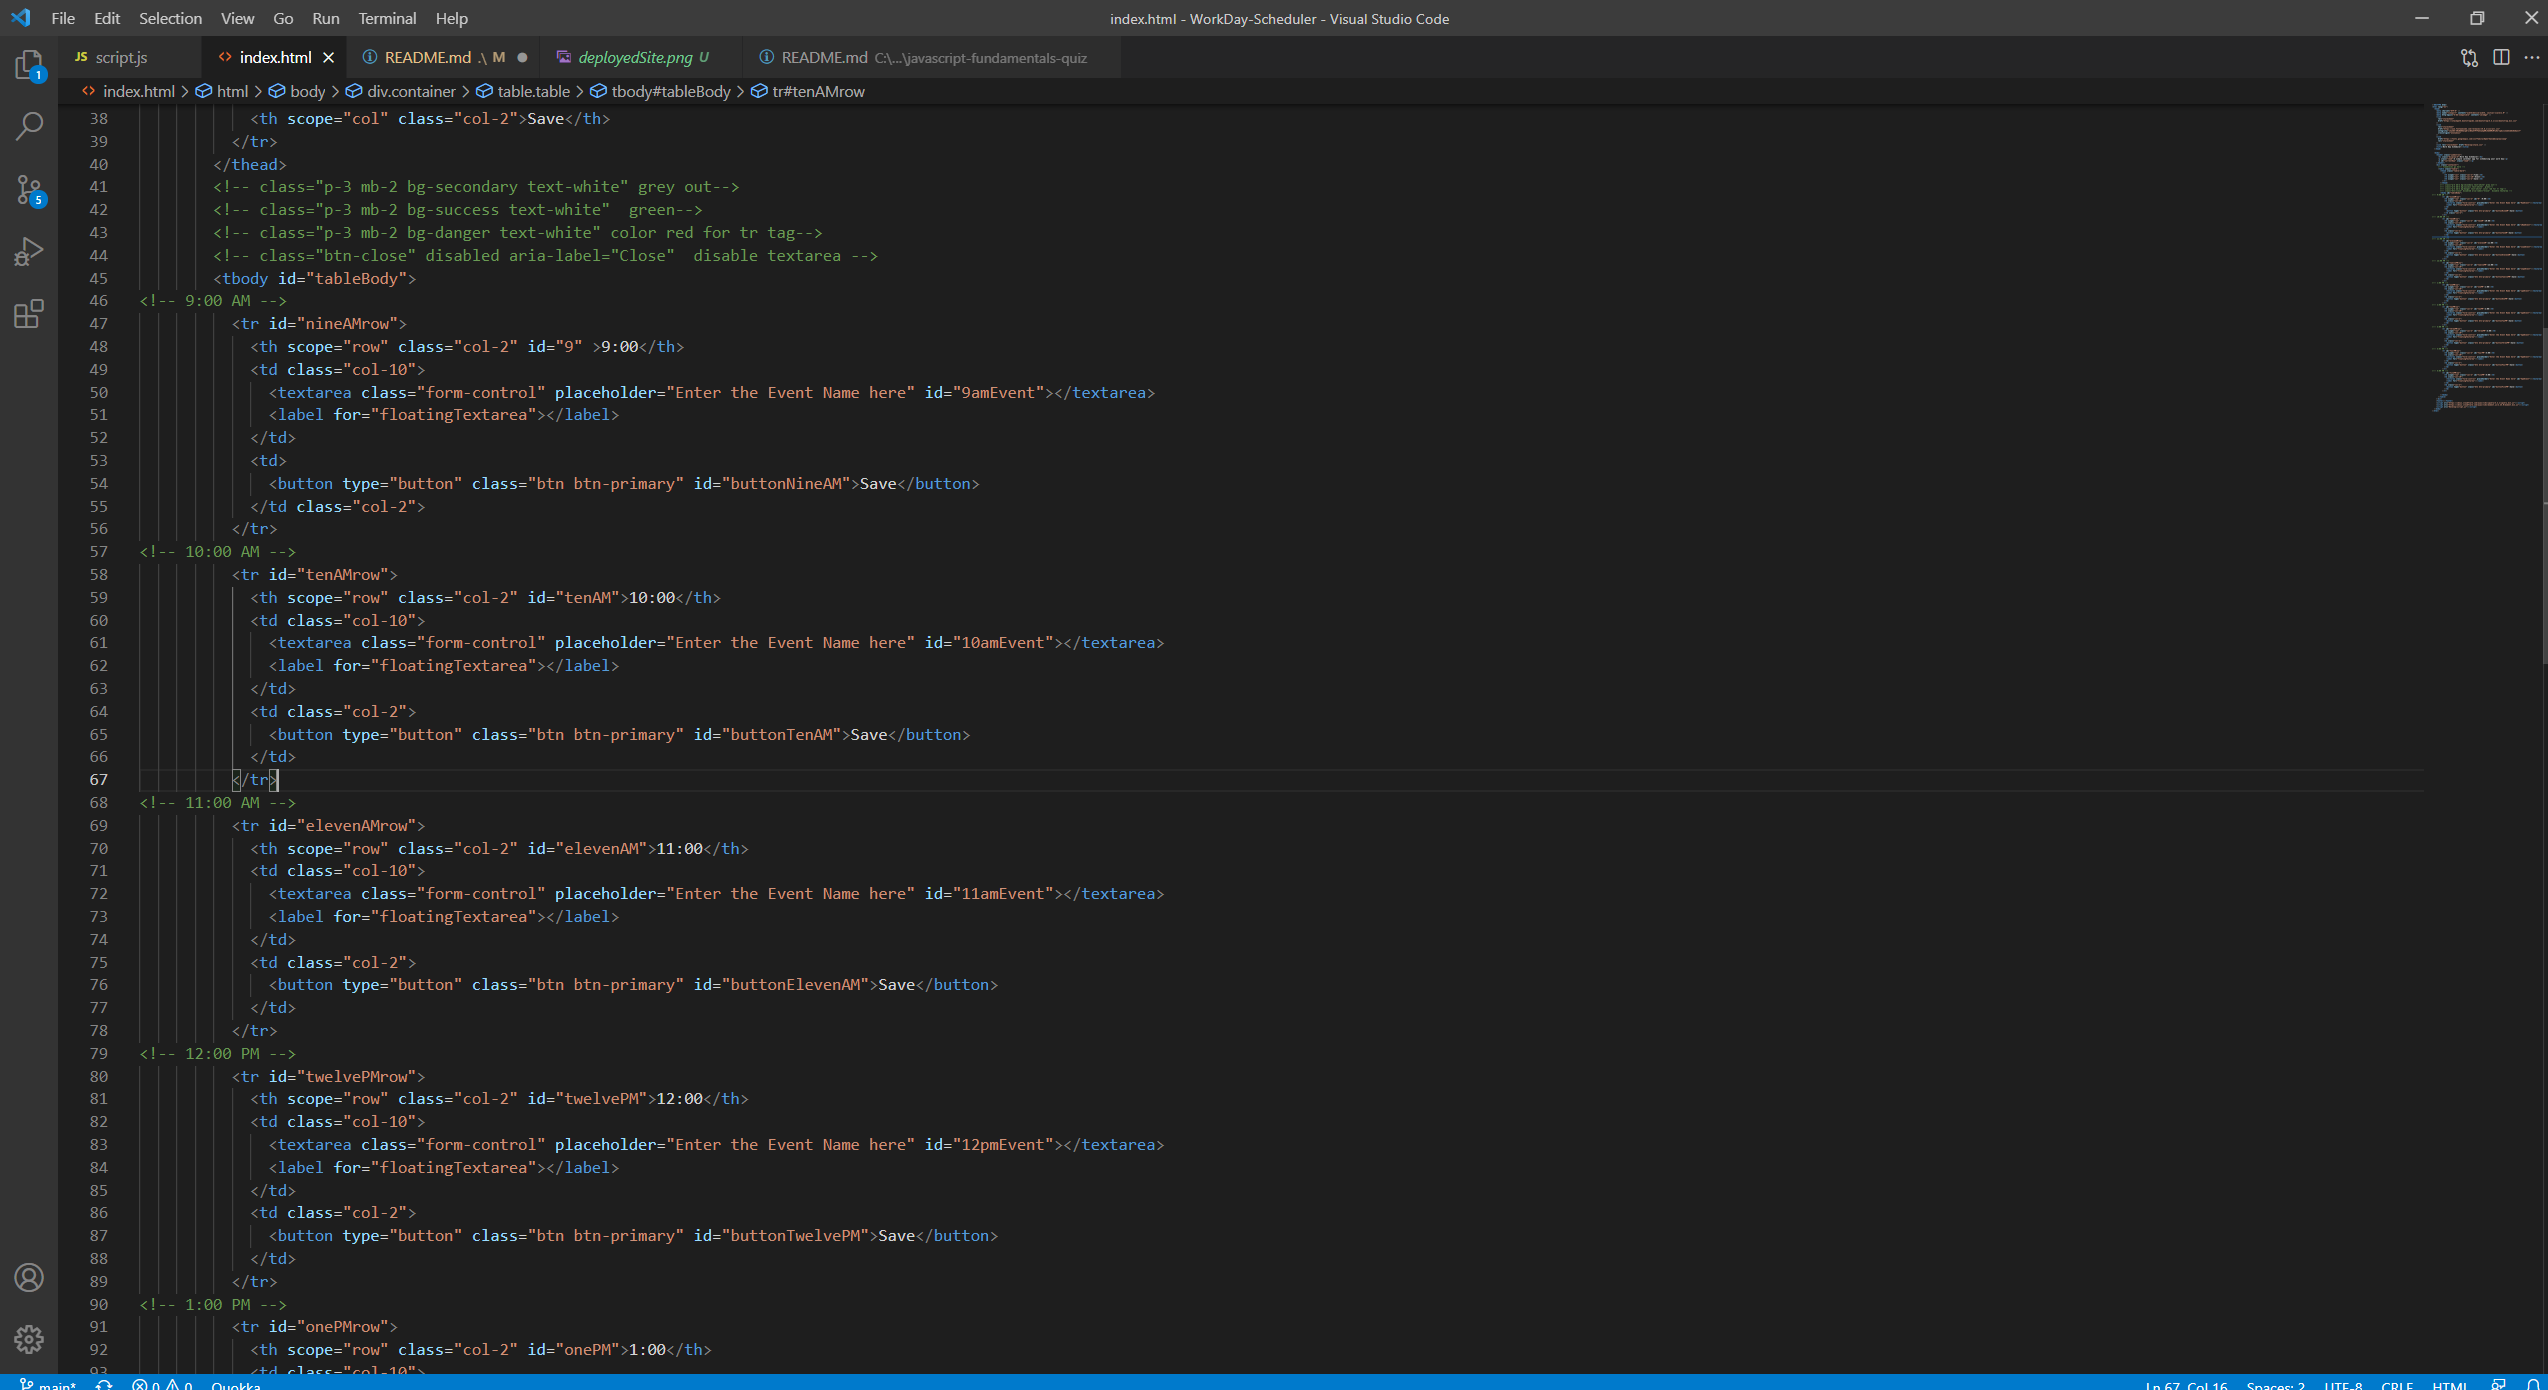 File Edit Selection View Go Run Terminal Help index.html - WorkDay-Scheduler - Visual Studio Code
JS script.js <> index.html README.md .\ M deployedSite.png U README.md C:\...\javascript-fundamentals-quiz
1
<> index.html > html > body > div.container > table.table > tbody#tableBody > tr#tenAMrow
38 <th scope="col" class="col-2">Save</th>
39 </tr>
40 </thead>
41 <!-- class="p-3 mb-2 bg-secondary text-white" grey out-->
5
42 <!-- class="p-3 mb-2 bg-success text-white"  green-->
43 <!-- class="p-3 mb-2 bg-danger text-white" color red for tr tag-->
44 <!-- class="btn-close" disabled aria-label="Close"  disable textarea -->
45 <tbody id="tableBody">
46 <!-- 9:00 AM -->
47 <tr id="nineAMrow">
48 <th scope="row" class="col-2" id="9" >9:00</th>
49 <td class="col-10">
50 <textarea class="form-control" placeholder="Enter the Event Name here" id="9amEvent"></textarea>
51 <label for="floatingTextarea"></label>
52 </td>
53 <td>
54 <button type="button" class="btn btn-primary" id="buttonNineAM">Save</button>
55 </td class="col-2">
56 </tr>
57 <!-- 10:00 AM -->
58 <tr id="tenAMrow">
59 <th scope="row" class="col-2" id="tenAM">10:00</th>
60 <td class="col-10">
61 <textarea class="form-control" placeholder="Enter the Event Name here" id="10amEvent"></textarea>
62 <label for="floatingTextarea"></label>
63 </td>
64 <td class="col-2">
65 <button type="button" class="btn btn-primary" id="buttonTenAM">Save</button>
66 </td>
67 </tr>
68 <!-- 11:00 AM -->
69 <tr id="elevenAMrow">
70 <th scope="row" class="col-2" id="elevenAM">11:00</th>
71 <td class="col-10">
72 <textarea class="form-control" placeholder="Enter the Event Name here" id="11amEvent"></textarea>
73 <label for="floatingTextarea"></label>
74 </td>
75 <td class="col-2">
76 <button type="button" class="btn btn-primary" id="buttonElevenAM">Save</button>
77 </td>
78 </tr>
79 <!-- 12:00 PM -->
80 <tr id="twelvePMrow">
81 <th scope="row" class="col-2" id="twelvePM">12:00</th>
82 <td class="col-10">
83 <textarea class="form-control" placeholder="Enter the Event Name here" id="12pmEvent"></textarea>
84 <label for="floatingTextarea"></label>
85 </td>
86 <td class="col-2">
87 <button type="button" class="btn btn-primary" id="buttonTwelvePM">Save</button>
88 </td>
89 </tr>
90 <!-- 1:00 PM -->
91 <tr id="onePMrow">
92 <th scope="row" class="col-2" id="onePM">1:00</th>
93 <td class="col-10">
main* 0 0 Quokka Ln 67, Col 16 Spaces: 2 UTF-8 CRLF HTML